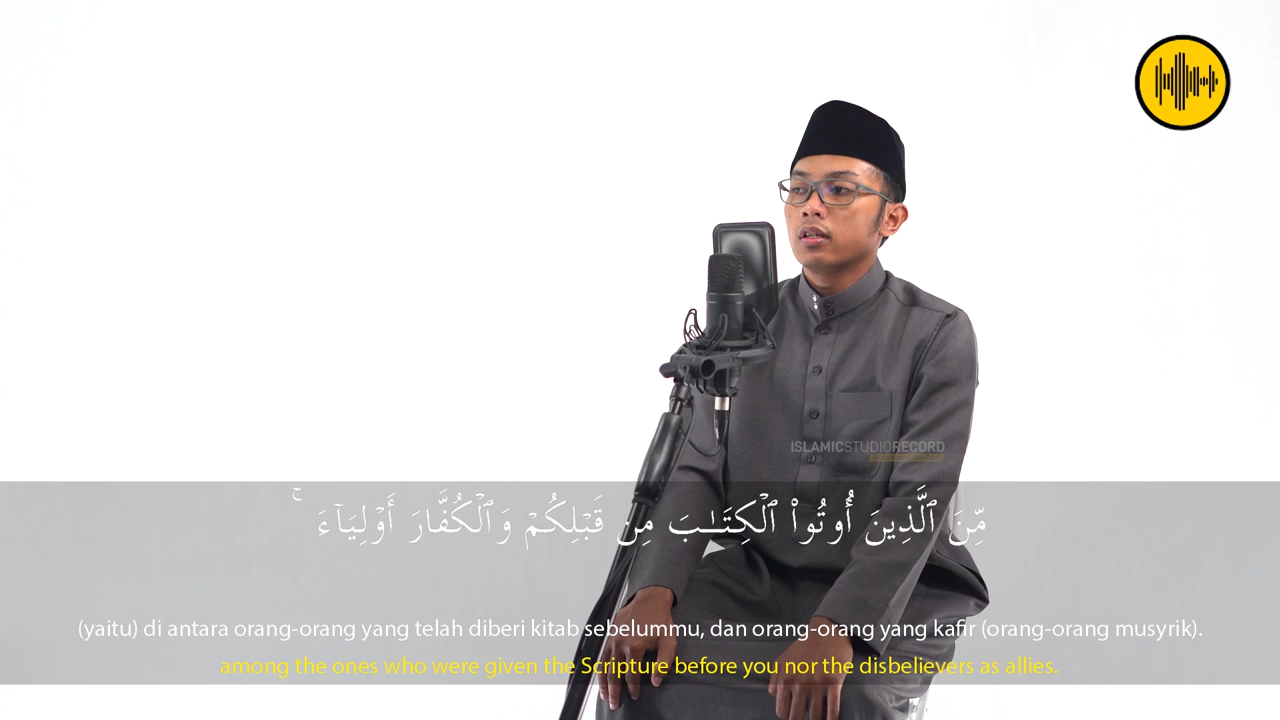 ISLAMICSTUDIORECORD
مِّنَ ٱلَّذِينَ أُوتُوا۟ ٱلْكِتَـٰبَ مِن قَبْلِكُمْ وَٱلْكُفَّارَ أَوْلِيَآءَ ۚ
(yaitu) di antara orang-orang yang telah diberi kitab sebelummu, dan orang-orang yang kafir (orang-orang musyrik).
among the ones who were given the Scripture before you nor the disbelievers as allies.